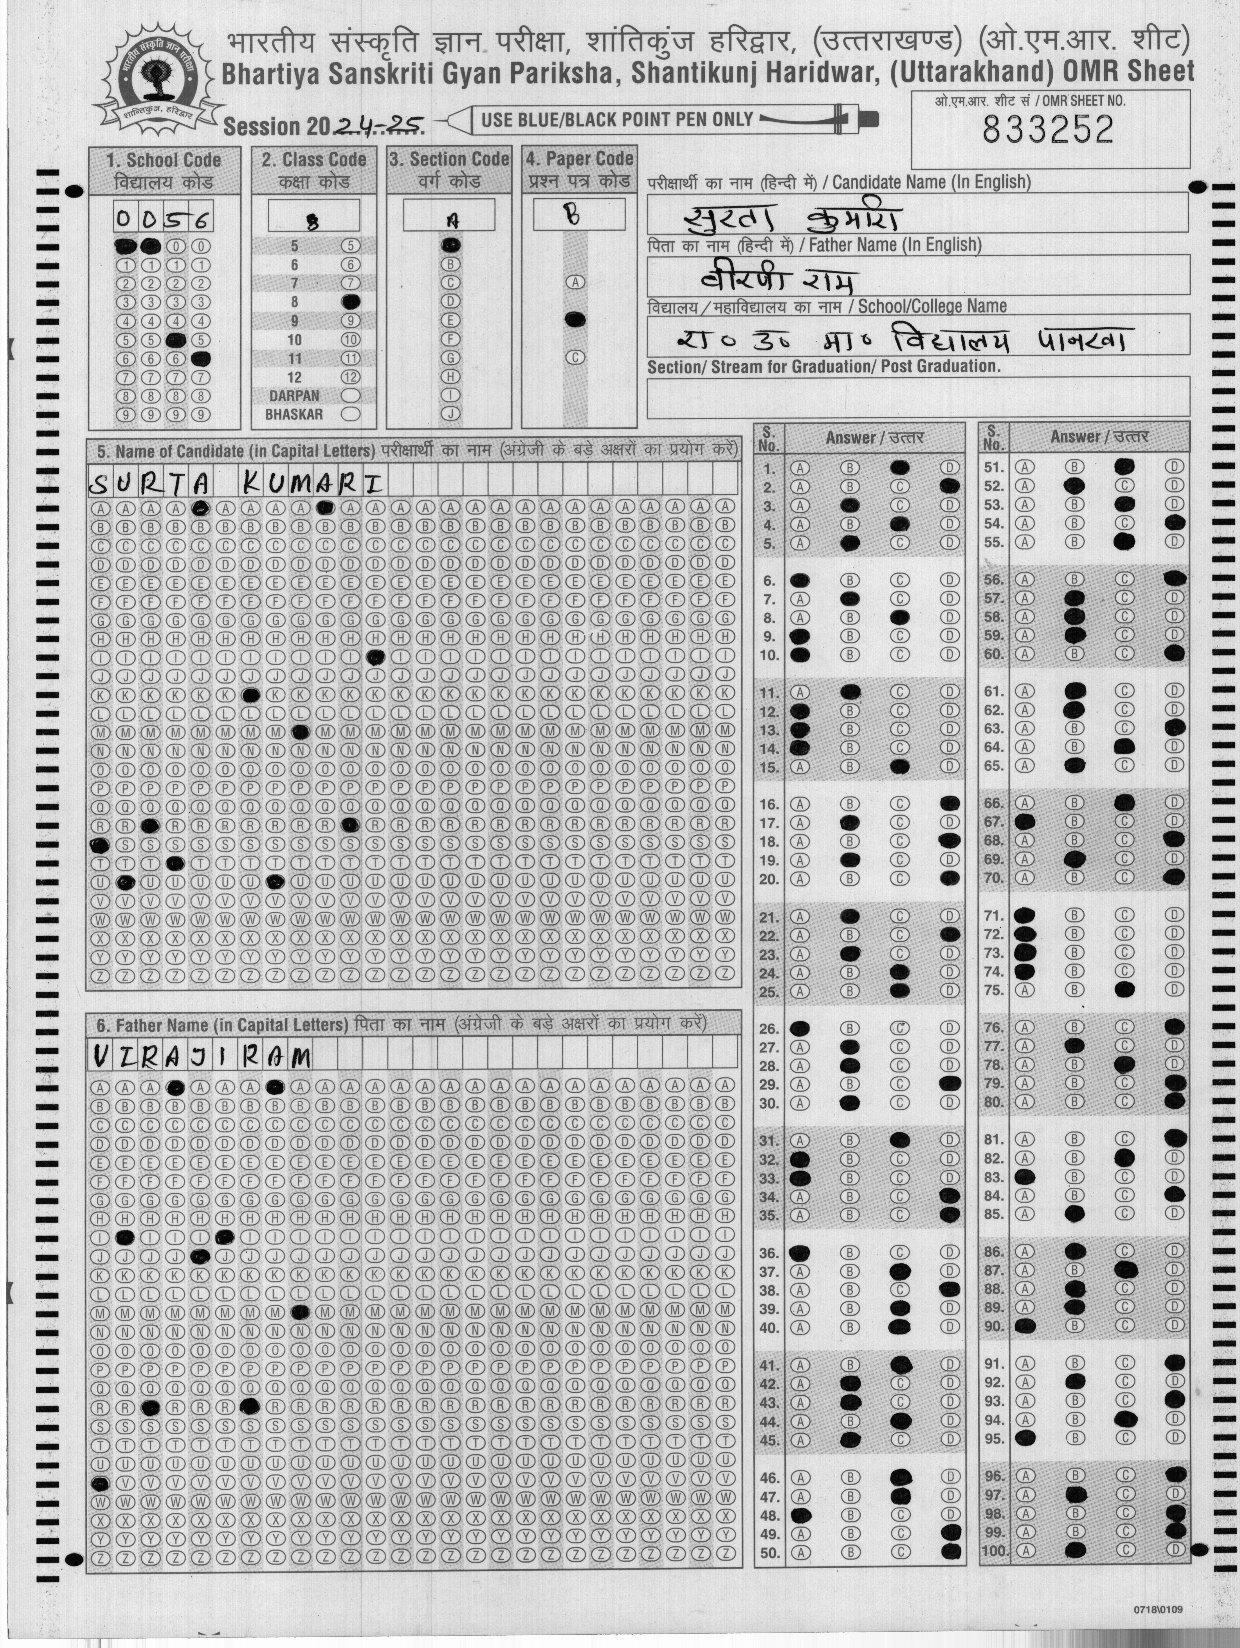 भारतीय संस्कृति ज्ञान परीक्षा, शांतिकुंज हरिद्वार, (उत्तराखण्ड) (ओ.एम.आर. शीट)
Bhartiya Sanskriti Gyan Pariksha, Shantikunj Haridwar, (Uttarakhand) OMR Sheet
भारतीय संस्कृति ज्ञान परीक्षा
शान्तिकुंज, हरिद्वार
Session 2024-25
USE BLUE/BLACK POINT PEN ONLY
ओ.एम.आर. शीट सं / OMR SHEET NO.
833252
1. School Code
विद्यालय कोड
0056
2. Class Code
कक्षा कोड
8
5
6
7
8
9
10
11
12
DARPAN
BHASKAR
3. Section Code
वर्ग कोड
A
4. Paper Code
प्रश्न पत्र कोड
B
परीक्षार्थी का नाम (हिन्दी में) / Candidate Name (In English)
सुरता कुमारी
पिता का नाम (हिन्दी में) / Father Name (In English)
वीरजी राम
विद्यालय / महाविद्यालय का नाम / School/College Name
रा० उ० मा० विद्यालय पानरवा
Section/ Stream for Graduation/ Post Graduation.
5. Name of Candidate (in Capital Letters) परीक्षार्थी का नाम (अंग्रेजी के बड़े अक्षरों का प्रयोग करें)
SURTA KUMARI
6. Father Name (in Capital Letters) पिता का नाम (अंग्रेजी के बड़े अक्षरों का प्रयोग करें)
VIRAJIRAM
S. No. Answer / उत्तर
S. No. Answer / उत्तर
0718\0109